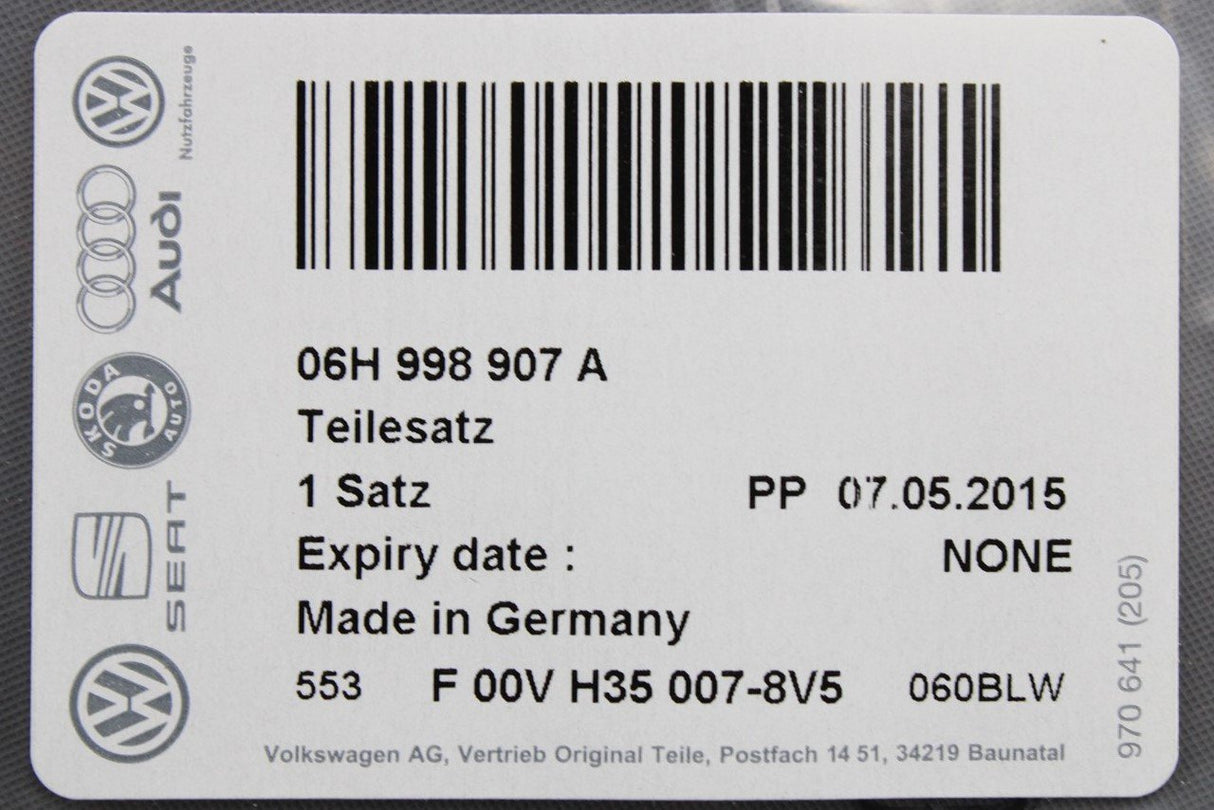 Nutzfahrzeuge
Audi
SKODA
AUTO
SEAT
06H 998 907 A
Teilesatz
1 Satz PP 07.05.2015
Expiry date : NONE
Made in Germany
553 F 00V H35 007-8V5 060BLW
Volkswagen AG, Vertrieb Original Teile, Postfach 14 51, 34219 Baunatal
970 641 (205)